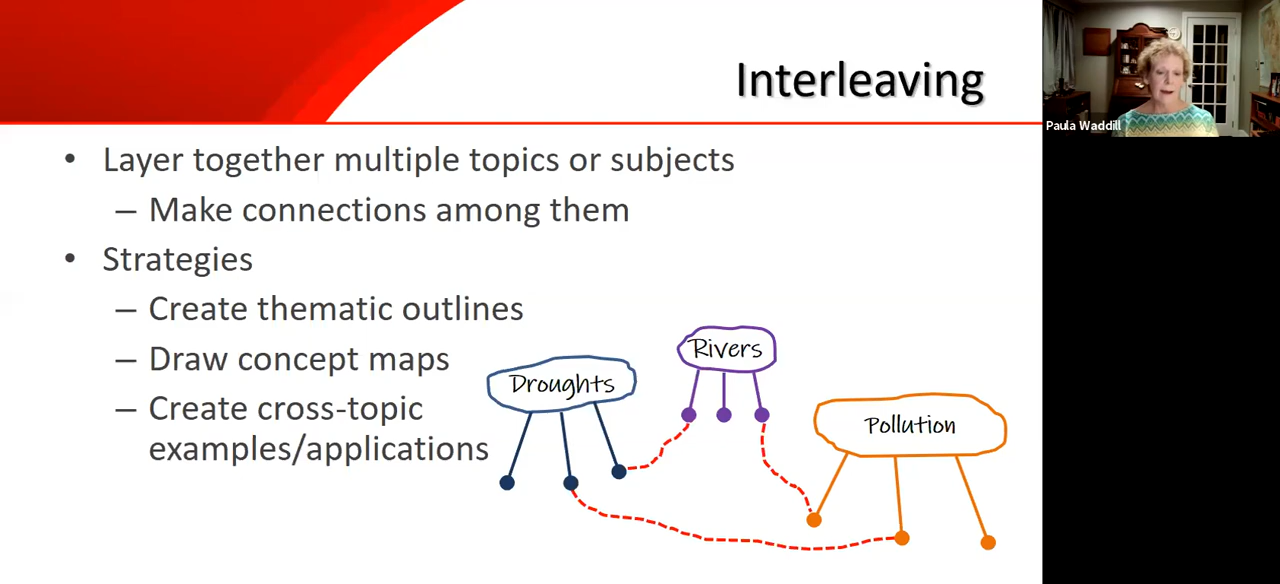 Interleaving
• Layer together multiple topics or subjects
– Make connections among them
• Strategies
– Create thematic outlines
– Draw concept maps
– Create cross-topic
examples/applications
Droughts
Rivers
Pollution
Paula Waddill